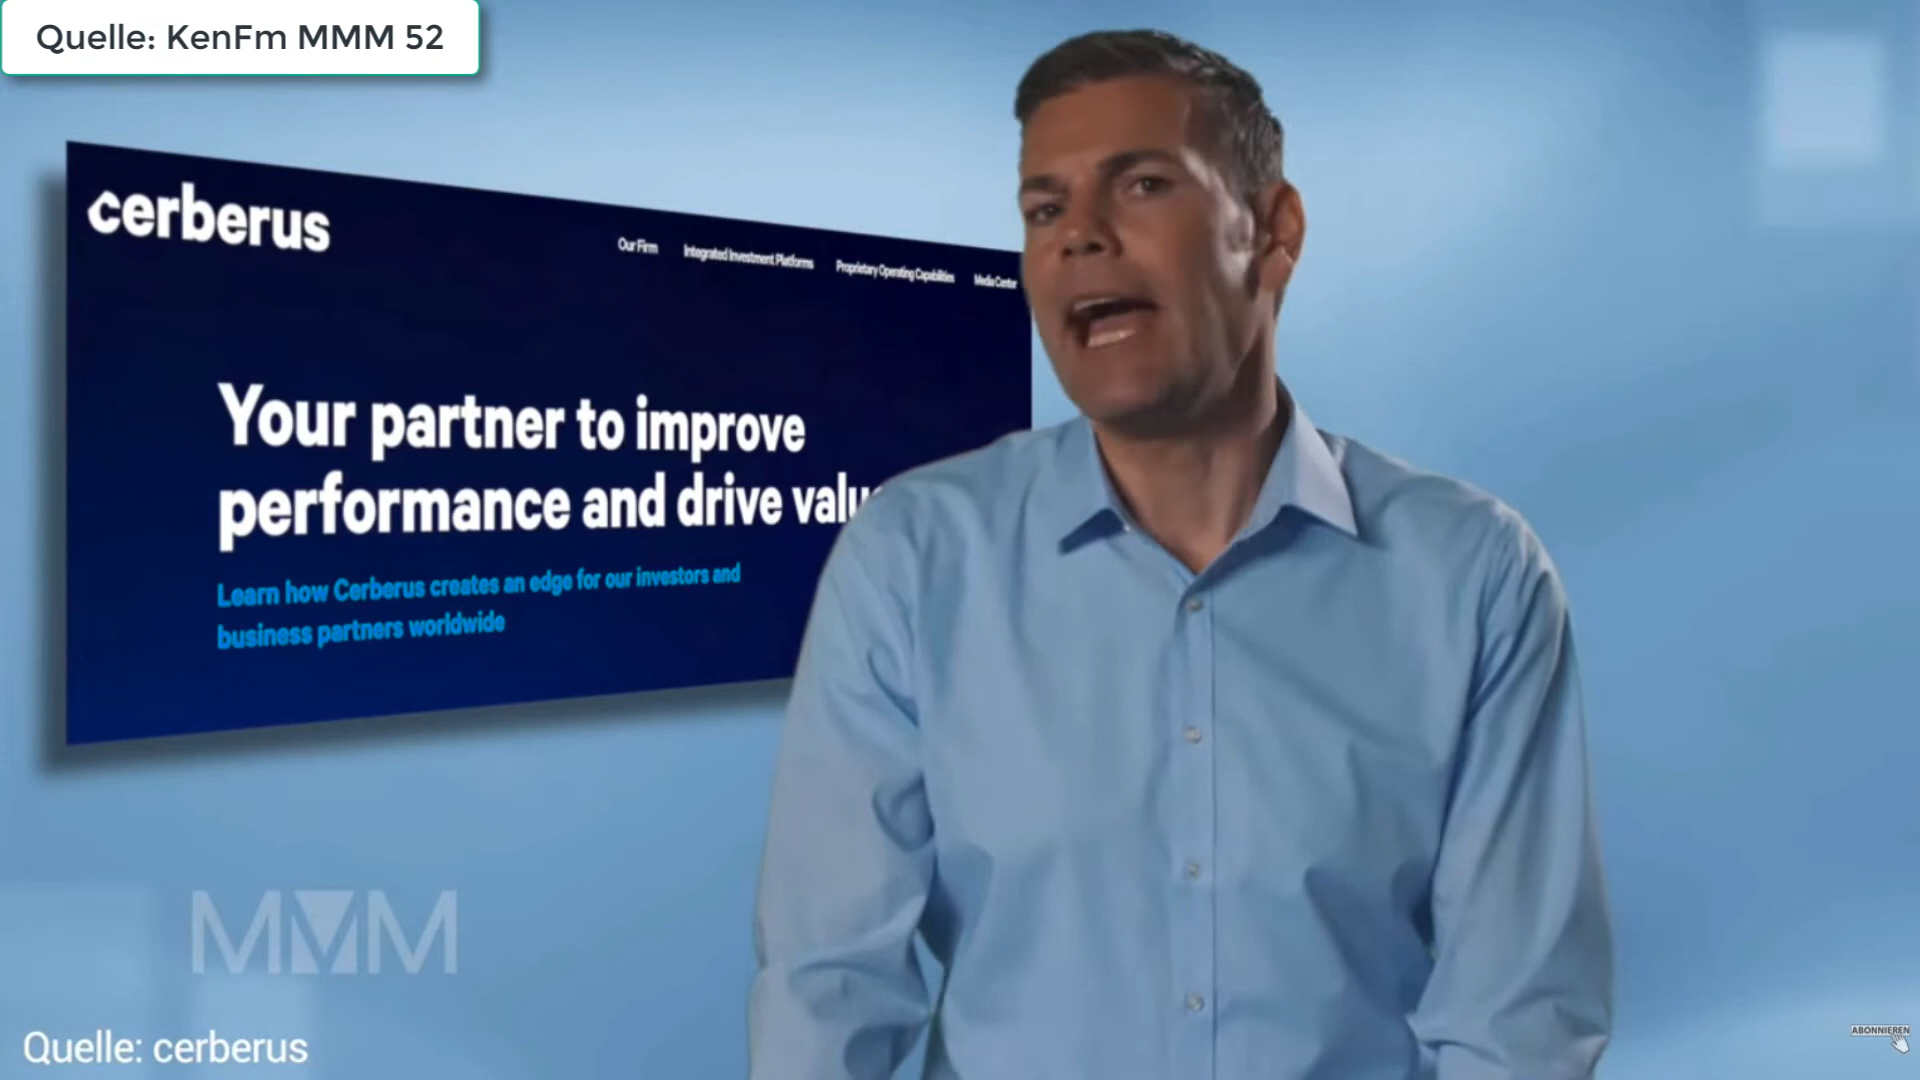 Quelle: KenFm MMM 52
cerberus
Our Firm
Integrated Investment Platforms
Proprietary Operating Capabilities
Media Center
Your partner to improve
performance and drive valu
Learn how Cerberus creates an edge for our investors and
business partners worldwide
MMM
Quelle: cerberus
ABONNIEREN